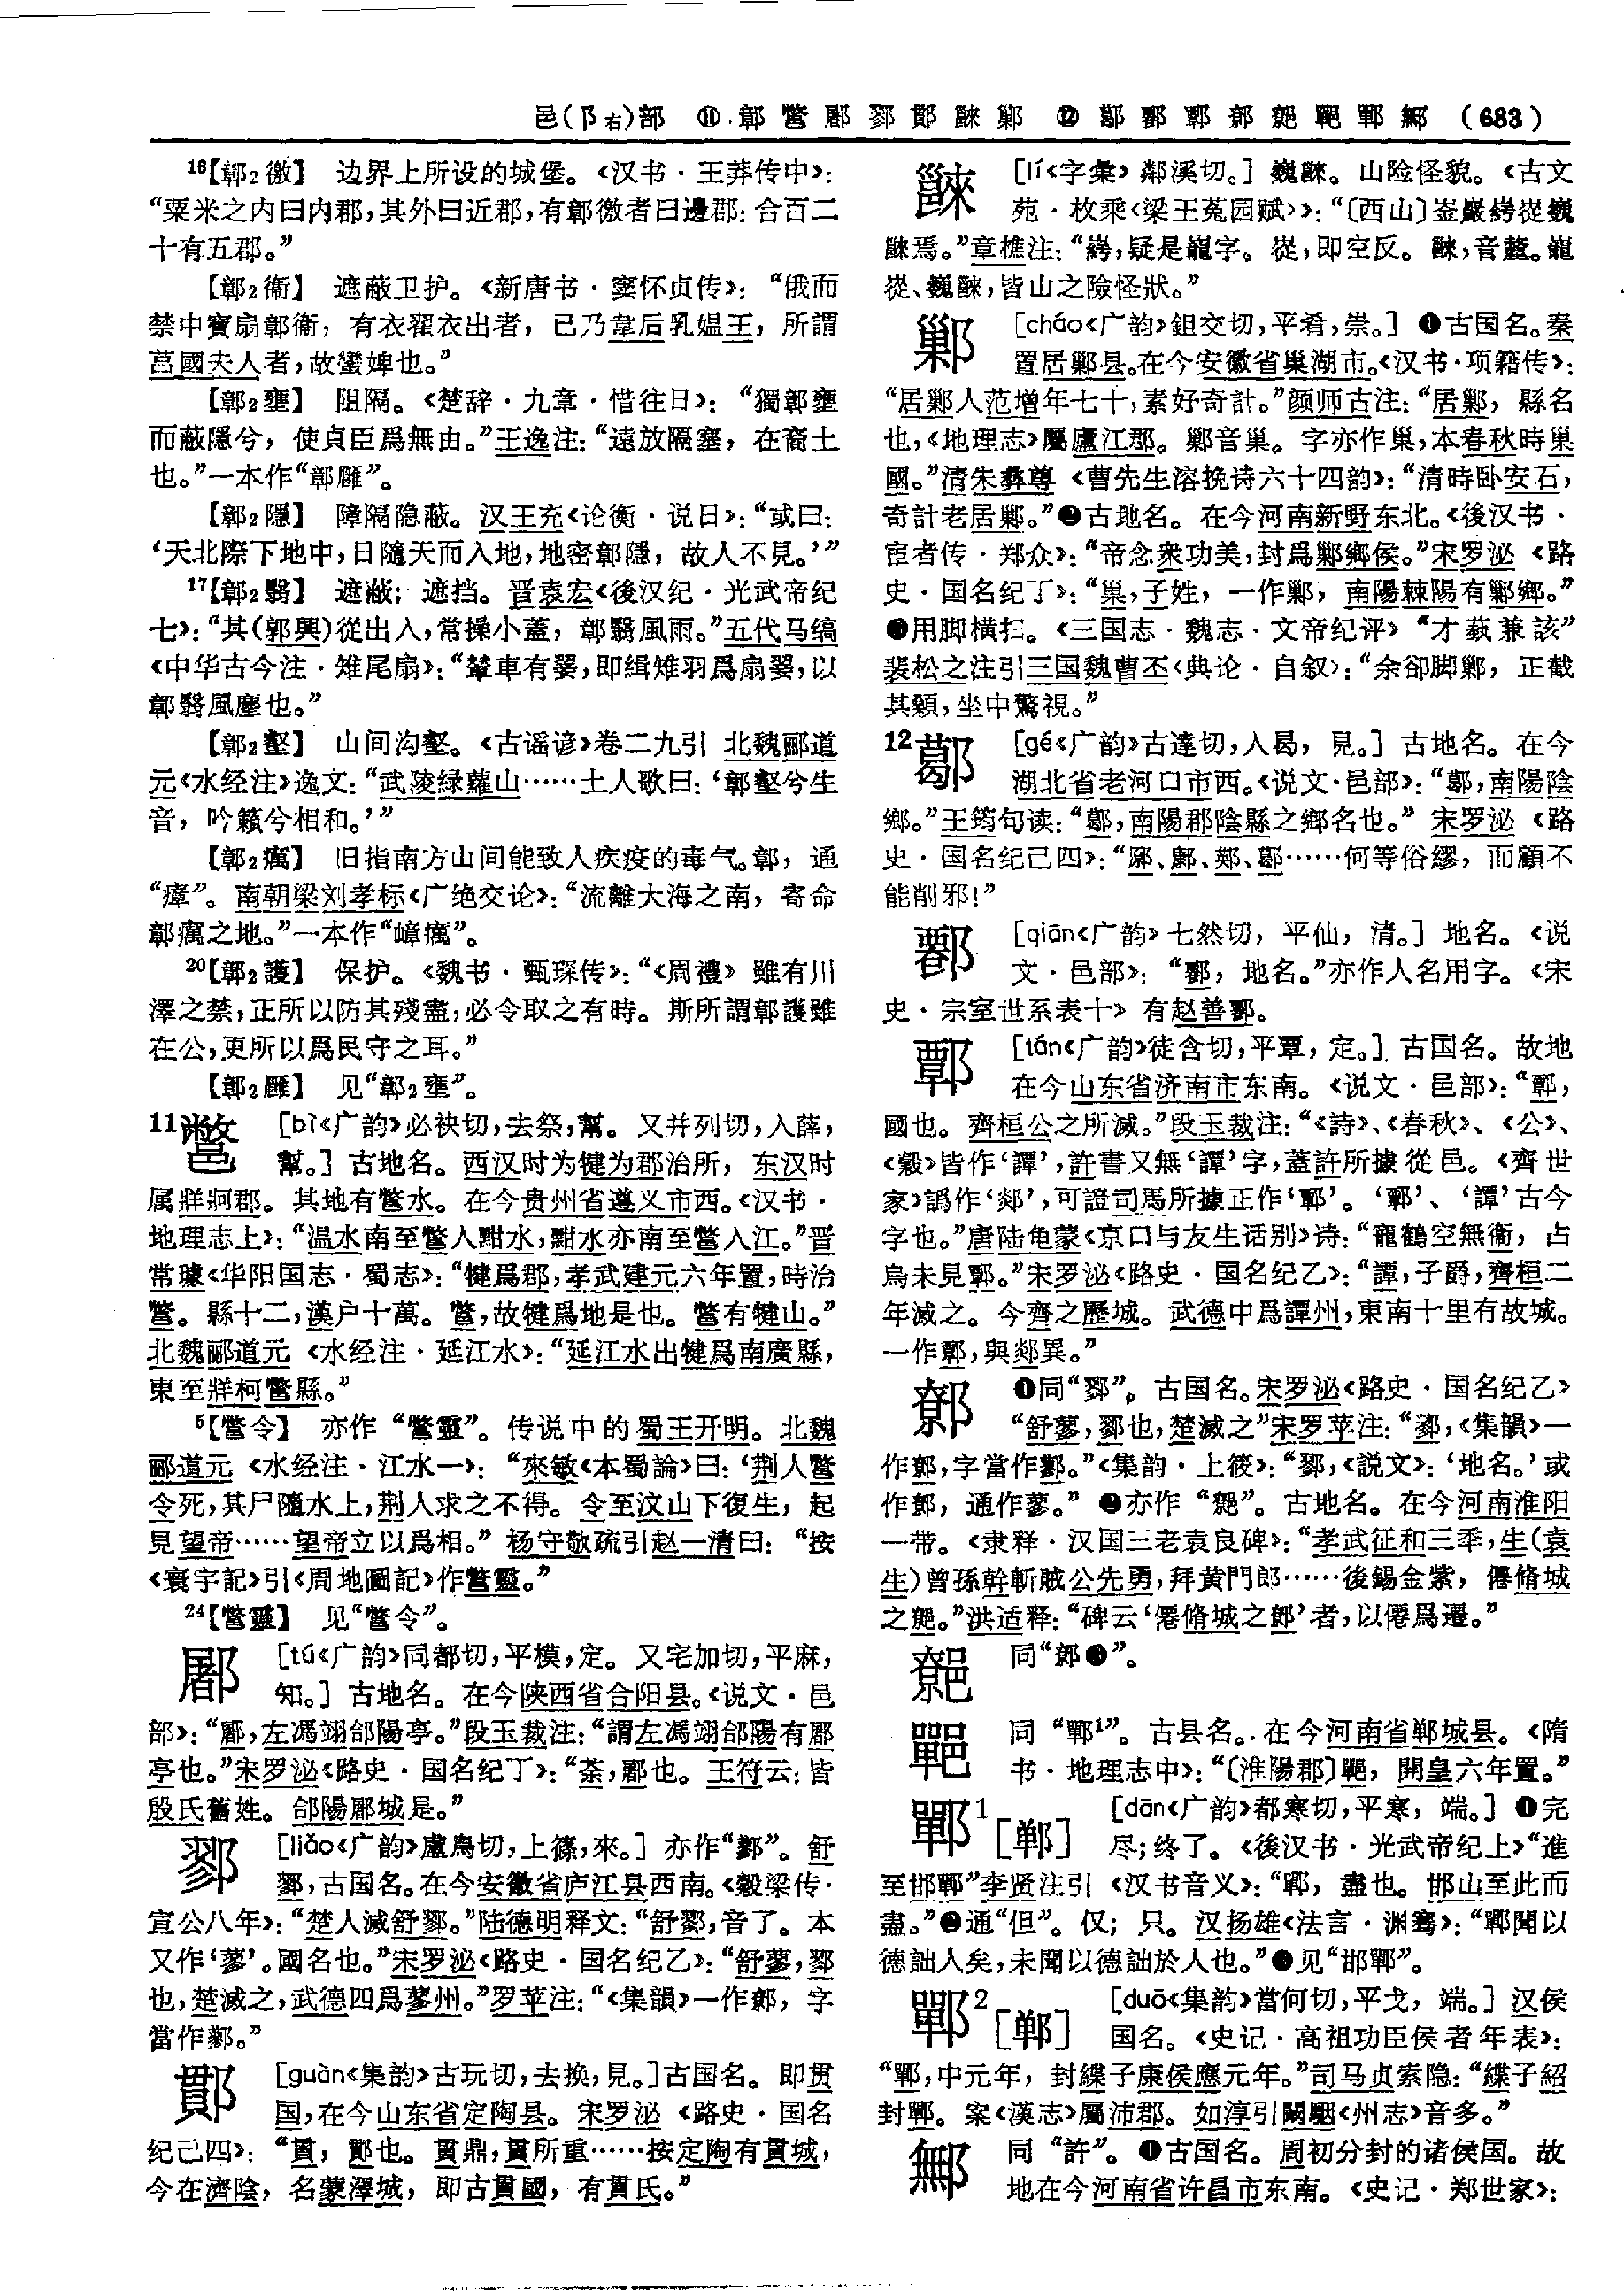 邑(阝右)部 ⑪ 鄣 鄨 鄜 鄝 鄮 𨞕 鄛 ⑫ 鄿 鄱 鄲 鄦 (683)
¹⁶【鄣₂徼】 边界上所设的城堡。《汉书·王莽传中》:
“粟米之内曰内郡,其外曰近郡,有鄣徼者曰邊郡: 合百二
十有五郡。”
【鄣₂衞】 遮蔽卫护。《新唐书·窦怀贞传》: “俄而
禁中寳扇鄣衞, 有衣翟衣出者, 已乃韋后乳媪王, 所謂
莒國夫人者,故蠻婢也。”
【鄣₂壅】 阻隔。《楚辞·九章·惜往日》: “獨鄣壅
而蔽隱兮, 使貞臣爲無由。”王逸注: “遠放隔塞, 在裔土
也。”一本作“鄣廱”。
【鄣₂隱】 障隔隐蔽。汉王充《论衡·说日》: “或曰:
‘天北際下地中,日隨天而入地,地密鄣隱, 故人不見。’”
¹⁷【鄣₂翳】 遮蔽; 遮挡。晋袁宏《後汉纪·光武帝纪
七》: “其(郭興)從出入,常操小蓋, 鄣翳風雨。”五代马缟
《中华古今注·雉尾扇》: “輦車有翣,即緝雉羽爲扇翣,以
鄣翳風塵也。”
【鄣₂壑】 山间沟壑。《古谣谚》卷二九引 北魏郦道
元《水经注》逸文: “武陵緑蘿山……土人歌曰: ‘鄣壑兮生
音, 吟籟兮相和。’”
【鄣₂癘】 旧指南方山间能致人疾疫的毒气。鄣, 通
“瘴”。南朝梁刘孝标《广绝交论》: “流離大海之南, 寄命
鄣癘之地。”一本作“嶂癘”。
²⁰【鄣₂護】 保护。《魏书·甄琛传》: “《周禮》 雖有川
澤之禁,正所以防其殘盡,必令取之有時。斯所謂鄣護雖
在公,更所以爲民守之耳。”
【鄣₂廱】 见“鄣₂壅”。
11 鄨 [bì《广韵》必袂切,去祭,幫。又并列切,入薛,
幫。] 古地名。西汉时为犍为郡治所, 东汉时
属牂牁郡。其地有鄨水。在今贵州省遵义市西。《汉书·
地理志上》: “温水南至鄨入黚水,黚水亦南至鄨入江。”晋
常璩《华阳国志·蜀志》: “犍爲郡,孝武建元六年置,時治
鄨。縣十二,漢户十萬。鄨,故犍爲地是也。鄨有犍山。”
北魏郦道元 《水经注·延江水》: “延江水出犍爲南廣縣,
東至牂柯鄨縣。”
⁵【鄨令】 亦作 “鄨靈”。传说中的蜀王开明。北魏
郦道元 《水经注·江水一》: “來敏《本蜀論》曰: ‘荆人鄨
令死,其尸隨水上,荆人求之不得。令至汶山下復生, 起
見望帝……望帝立以爲相。” 杨守敬疏引赵一清曰: “按
《寰宇記》引《周地圖記》作鄨靈。”
²⁴【鄨靈】 见“鄨令”。
[tú《广韵》同都切,平模,定。又宅加切,平麻,
知。] 古地名。在今陕西省合阳县。《说文·邑
部》: “左馮翊郃陽亭。”段玉裁注: “謂左馮翊郃陽有
亭也。”宋罗泌《路史·国名纪丁》: “荼,也。王符云: 皆
殷氏舊姓。郃陽城是。”
鄝 [liǎo《广韵》盧鳥切,上篠,來。] 亦作“鄝”。舒
鄝,古国名。在今安徽省庐江县西南。《穀梁传·
宣公八年》: “楚人滅舒鄝。”陆德明释文: “舒鄝,音了。本
又作‘蓼’。國名也。”宋罗泌《路史·国名纪乙》: “舒蓼,鄝
也,楚滅之,武德四爲蓼州。”罗苹注: “《集韻》一作, 字
當作。”
[guàn《集韵》古玩切,去换,見。]古国名。即贯
国,在今山东省定陶县。宋罗泌 《路史·国名
纪己四》: “貫, 也。貫鼎,貫所重……按定陶有貫城,
今在濟陰, 名蒙澤城, 即古貫國, 有貫氏。”
[lí《字彙》 鄰溪切。] 巍。山险怪貌。《古文
苑·枚乘〈梁王菟园赋〉》: “〔西山〕崟巖從巍
焉。”章樵注: “疑是巃字。從,即空反。音釐。巃
從、巍,皆山之險怪狀。”
鄛 [cháo《广韵》鉏交切,平肴,崇。] ❶古国名。秦
置居鄛县。在今安徽省巢湖市。《汉书·项籍传》:
“居鄛人范增年七十,素好奇計。”颜师古注: “居鄛, 縣名
也,《地理志》屬廬江郡。鄛音巢。字亦作巢,本春秋時巢
國。”清朱彝尊 《曹先生溶挽诗六十四韵》: “清時卧安石,
奇計老居鄛。”❷古地名。在今河南新野东北。《後汉书·
宦者传·郑众》: “帝念衆功美,封爲鄛鄉侯。”宋罗泌 《路
史·国名纪丁》: “巢,子姓, 一作鄛, 南陽棘陽有鄛鄉。”
❸用脚横扫。《三国志·魏志·文帝纪评》 “才蓺兼該”
裴松之注引三国魏曹丕《典论·自叙》: “余卻脚鄛, 正截
其顙,坐中驚視。”
12 [gé《广韵》古達切,入曷, 見。] 古地名。在今
湖北省老河口市西。《说文·邑部》: “南陽陰
鄉。”王筠句读: “南陽郡陰縣之鄉名也。” 宋罗泌 《路
史·国名纪己四》: “……何等俗繆, 而顧不
能削邪!”
[qiān《广韵》 七然切, 平仙, 清。] 地名。《说
文·邑部》: “地名。”亦作人名用字。《宋
史·宗室世系表十》 有赵善。
鄿 [tán《广韵》徒含切,平覃, 定。] 古国名。故地
在今山东省济南市东南。《说文·邑部》: “
國也。齊桓公之所滅。”段玉裁注: “《詩》、《春秋》、《公》、
《穀》皆作‘譚’,許書又無‘譚’字,蓋許所據從邑。《齊世
家》譌作‘郯’,可證司馬所據正作‘’。‘’、‘譚’古今
字也。”唐陆龟蒙《京口与友生话别》诗: “寵鶴空無衞, 占
烏未見。”宋罗泌《路史·国名纪乙》: “譚,子爵,齊桓二
年滅之。今齊之歷城。武德中爲譚州,東南十里有故城。
一作,與郯異。”
❶同“鄝”。古国名。宋罗泌《路史·国名纪乙》
“舒蓼,鄝也,楚滅之”宋罗苹注: “鄝,《集韻》一
作,字當作。”《集韵·上筱》: “鄝,《説文》: ‘地名。’或
作, 通作蓼。” ❷亦作 “”。古地名。在今河南淮阳
一带。《隶释·汉国三老袁良碑》: “孝武征和三秊,生(袁
生)曾孫幹斬賊公先勇,拜黄門郎……後錫金紫, 僊脩城
之。”洪适释: “碑云‘僊脩城之’者,以僊爲遷。”
同“❷”。
同 “鄲¹”。古县名。在今河南省郸城县。《隋
书·地理志中》: “〔淮陽郡〕 開皇六年置。”
鄲¹[郸] [dān《广韵》都寒切,平寒, 端。] ❶完
尽; 终了。《後汉书·光武帝纪上》“進
至邯鄲”李贤注引 《汉书音义》: “鄲, 盡也。邯山至此而
盡。”❷通“但”。仅; 只。汉扬雄《法言·渊骞》: “鄲聞以
德詘人矣,未聞以德詘於人也。”❸见“邯鄲”。
鄲²[郸] [duō《集韵》當何切,平戈, 端。] 汉侯
国名。《史记·高祖功臣侯者年表》:
“鄲,中元年, 封緤子康侯應元年。”司马贞索隐: “緤子紹
封鄲。案《漢志》屬沛郡。如淳引闞駰《州志》音多。”
鄦 同 “許”。❶古国名。周初分封的诸侯国。故
地在今河南省许昌市东南。《史记·郑世家》: